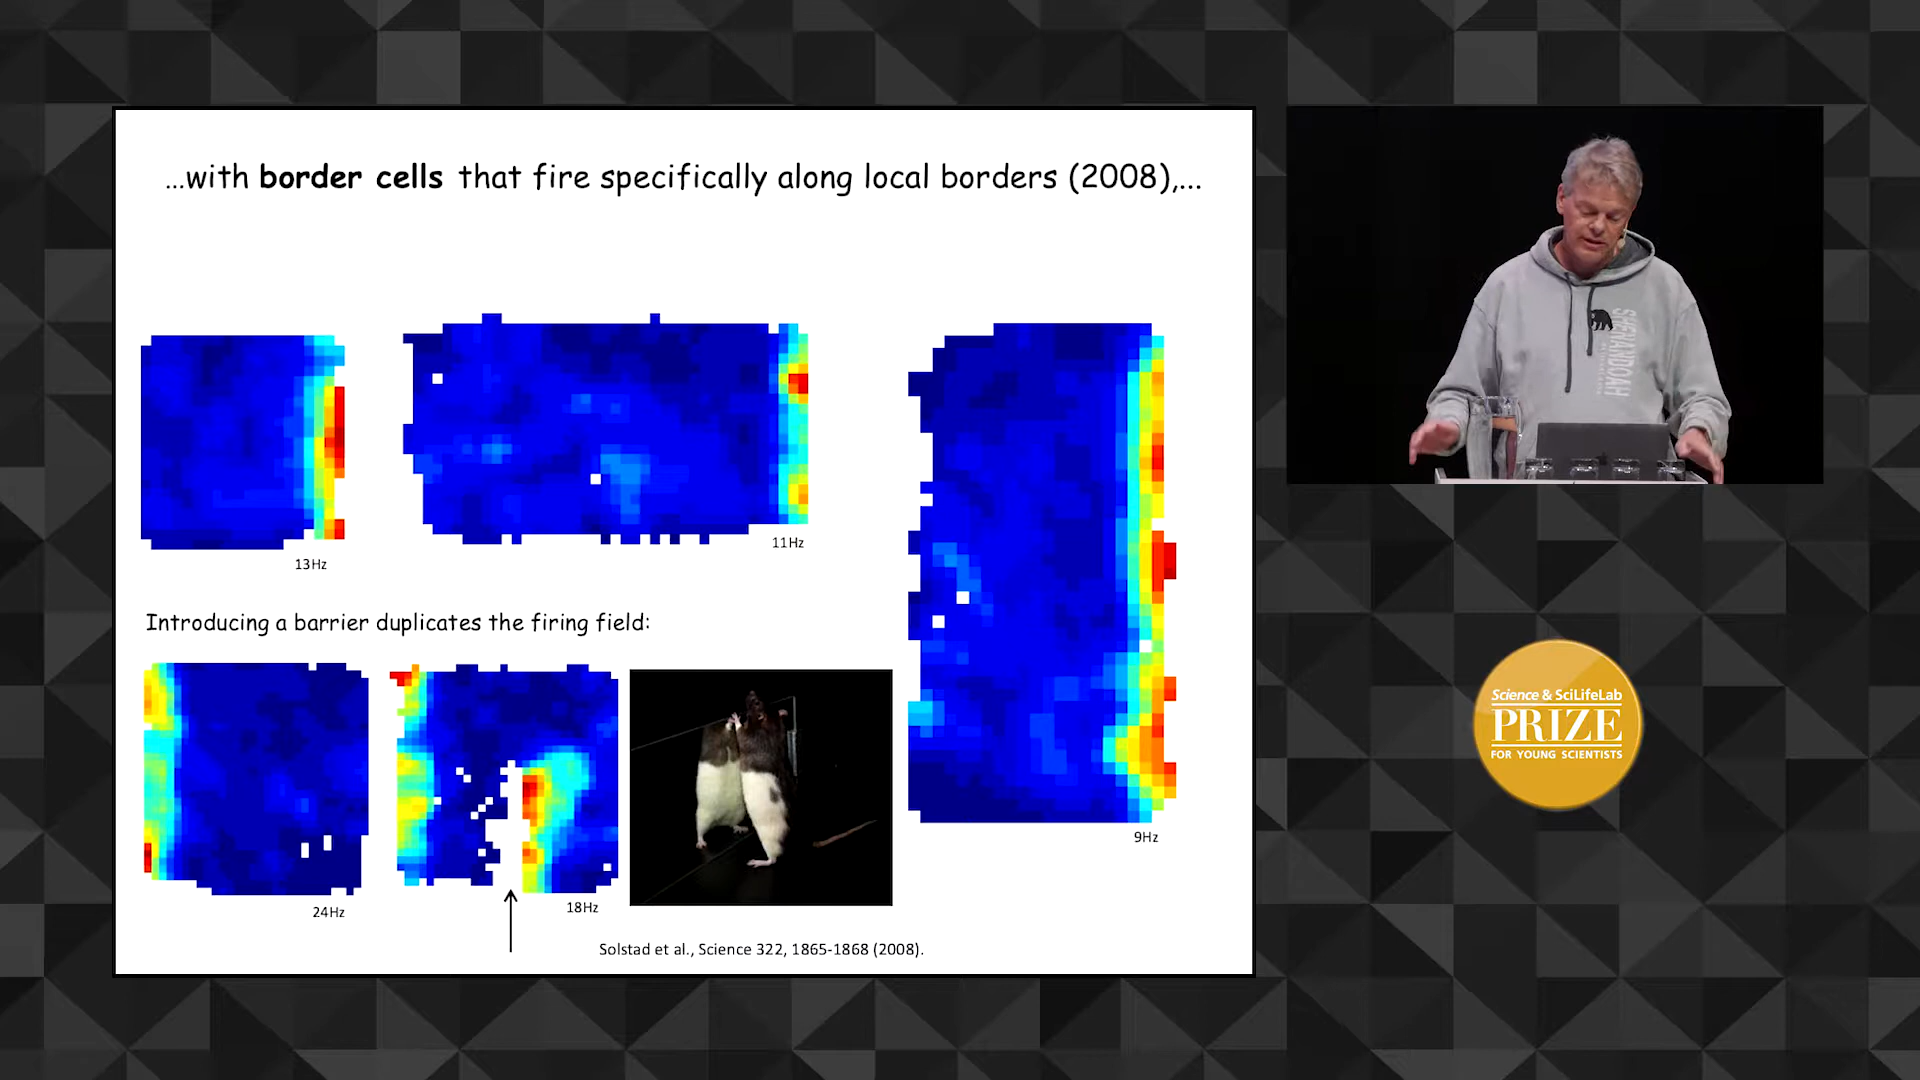 ...with border cells that fire specifically along local borders (2008),...
13Hz
11Hz
9Hz
Introducing a barrier duplicates the firing field:
24Hz
18Hz
Solstad et al., Science 322, 1865-1868 (2008).
SHENANDOAH
Science & SciLifeLab
PRIZE
FOR YOUNG SCIENTISTS